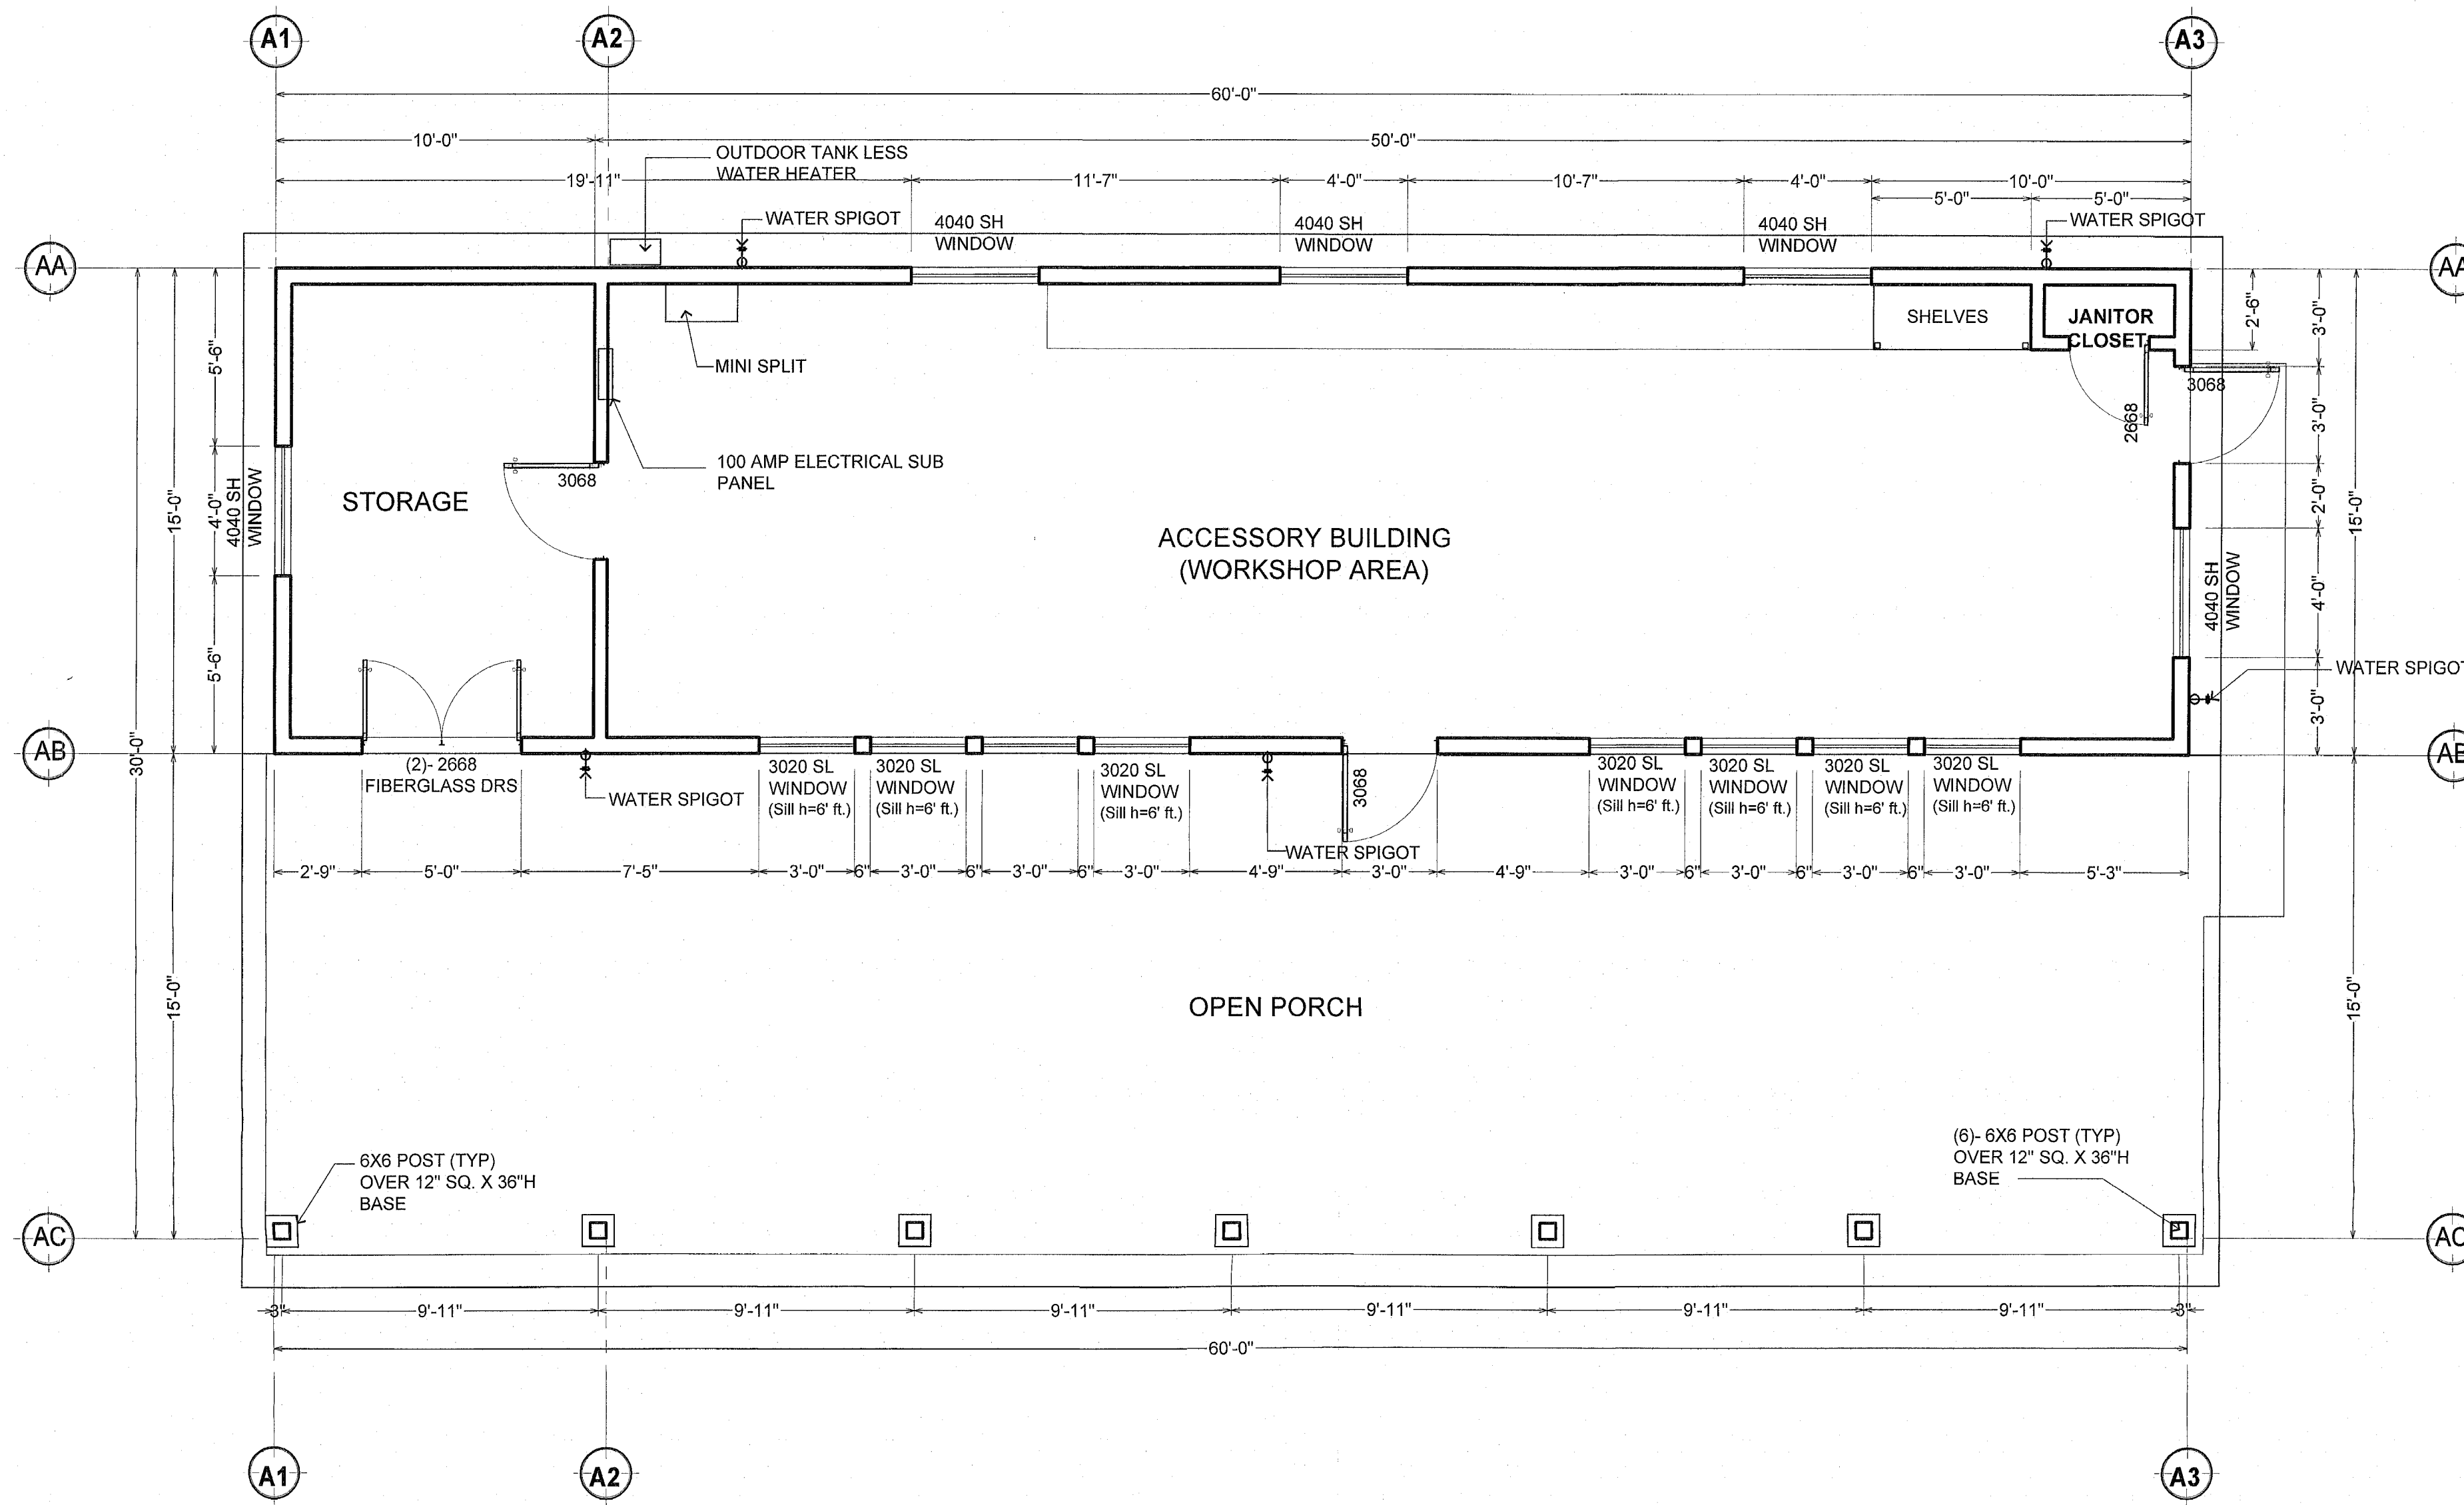 A1
A2
A3
60'-0"
10'-0"
50'-0"
OUTDOOR TANK LESS
WATER HEATER
19'-11"
11'-7"
4'-0"
10'-7"
4'-0"
10'-0"
5'-0"
5'-0"
WATER SPIGOT
4040 SH
WINDOW
4040 SH
WINDOW
4040 SH
WINDOW
WATER SPIGOT
AA
AA
SHELVES
JANITOR
CLOSET
2'-6"
3'-0"
MINI SPLIT
5'-6"
3068
2668
3'-0"
100 AMP ELECTRICAL SUB
PANEL
3068
STORAGE
4'-0"
4040 SH
WINDOW
15'-0"
2'-0"
15'-0"
ACCESSORY BUILDING
(WORKSHOP AREA)
4040 SH
WINDOW
4'-0"
5'-6"
WATER SPIGOT
3'-0"
AB
AB
30'-0"
(2)- 2668
FIBERGLASS DRS
WATER SPIGOT
3020 SL
WINDOW
(Sill h=6' ft.)
3020 SL
WINDOW
(Sill h=6' ft.)
3020 SL
WINDOW
(Sill h=6' ft.)
3068
WATER SPIGOT
3020 SL
WINDOW
(Sill h=6' ft.)
3020 SL
WINDOW
(Sill h=6' ft.)
3020 SL
WINDOW
(Sill h=6' ft.)
3020 SL
WINDOW
(Sill h=6' ft.)
2'-9"
5'-0"
7'-5"
3'-0"
6"
3'-0"
6"
3'-0"
6"
3'-0"
4'-9"
3'-0"
4'-9"
3'-0"
6"
3'-0"
6"
3'-0"
6"
3'-0"
5'-3"
15'-0"
OPEN PORCH
15'-0"
6X6 POST (TYP)
OVER 12" SQ. X 36"H
BASE
(6)- 6X6 POST (TYP)
OVER 12" SQ. X 36"H
BASE
AC
AC
3"
9'-11"
9'-11"
9'-11"
9'-11"
9'-11"
9'-11"
3"
60'-0"
A1
A2
A3